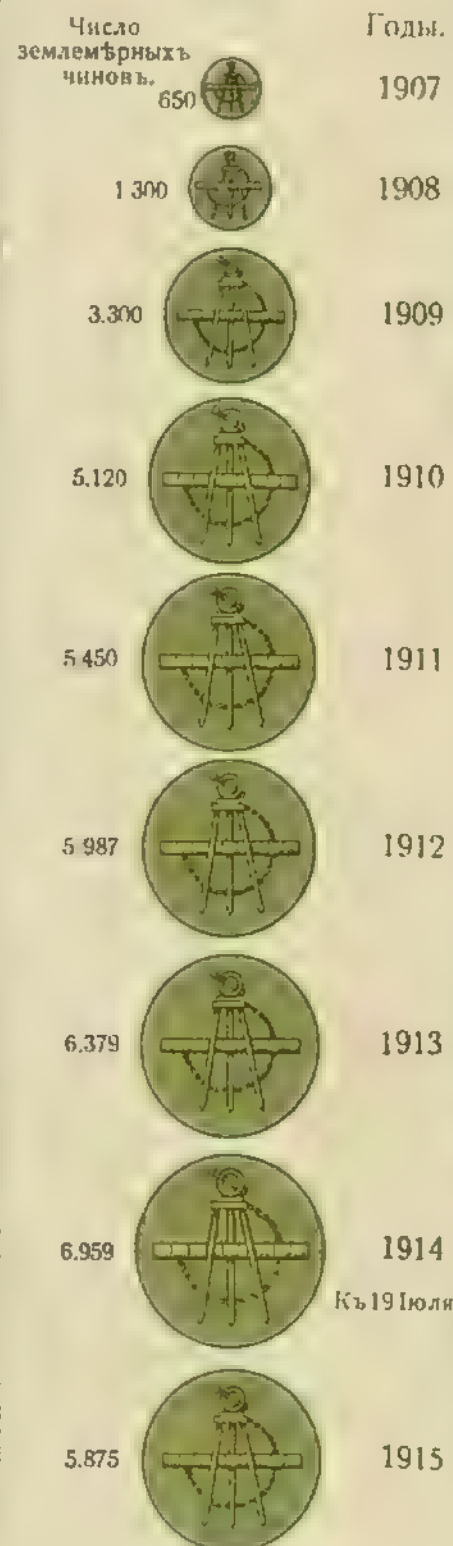 Число
землемѣрныхъ
чиновъ.
Годы.
650 1907
1 300 1908
3.300 1909
5.120 1910
5 450 1911
5 987 1912
6.379 1913
6.959 1914
Къ 19 Іюля
5.875 1915